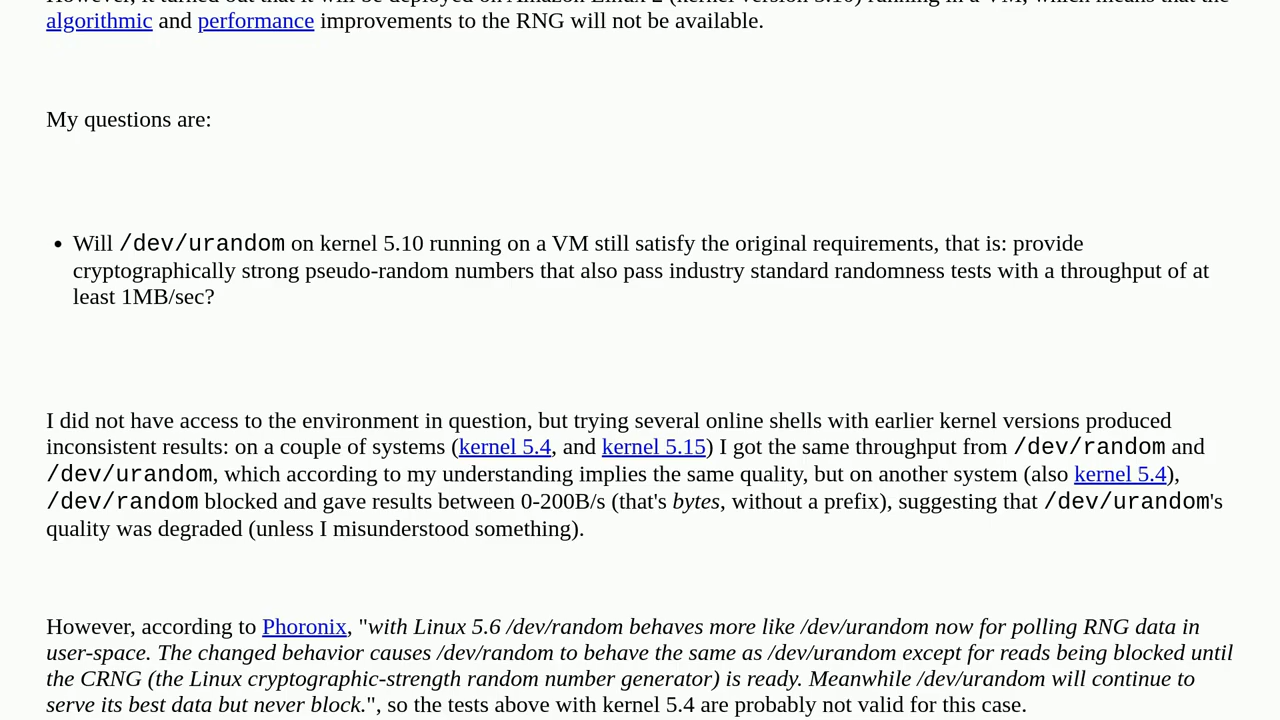 algorithmic and performance improvements to the RNG will not be available.
My questions are:
• Will /dev/urandom on kernel 5.10 running on a VM still satisfy the original requirements, that is: provide
cryptographically strong pseudo-random numbers that also pass industry standard randomness tests with a throughput of at
least 1MB/sec?
I did not have access to the environment in question, but trying several online shells with earlier kernel versions produced
inconsistent results: on a couple of systems (kernel 5.4, and kernel 5.15) I got the same throughput from /dev/random and
/dev/urandom, which according to my understanding implies the same quality, but on another system (also kernel 5.4),
/dev/random blocked and gave results between 0-200B/s (that's bytes, without a prefix), suggesting that /dev/urandom's
quality was degraded (unless I misunderstood something).
However, according to Phoronix, "with Linux 5.6 /dev/random behaves more like /dev/urandom now for polling RNG data in
user-space. The changed behavior causes /dev/random to behave the same as /dev/urandom except for reads being blocked until
the CRNG (the Linux cryptographic-strength random number generator) is ready. Meanwhile /dev/urandom will continue to
serve its best data but never block.", so the tests above with kernel 5.4 are probably not valid for this case.